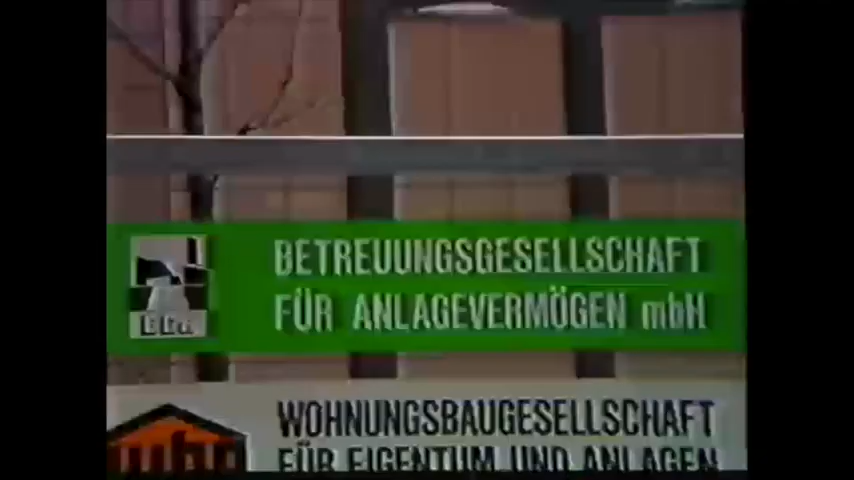 BETREUUNGSGESELLSCHAFT
FÜR ANLAGEVERMÖGEN mbH
WOHNUNGSBAUGESELLSCHAFT
FÜR EIGENTUM UND ANLAGEN